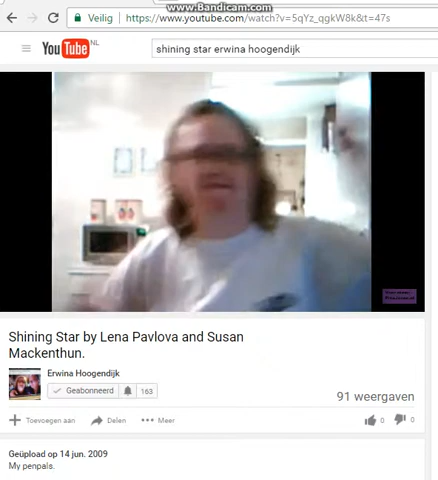 www.Bandicam.com
Veilig
https://www.youtube.com/watch?v=5qYz_qgkW8k&t=47s
YouTube NL
shining star erwina hoogendijk
Shining Star by Lena Pavlova and Susan
Mackenthun.
Erwina Hoogendijk
Geabonneerd
163
91 weergaven
Toevoegen aan
Delen
Meer
0
0
Geüpload op 14 jun. 2009
My penpals.